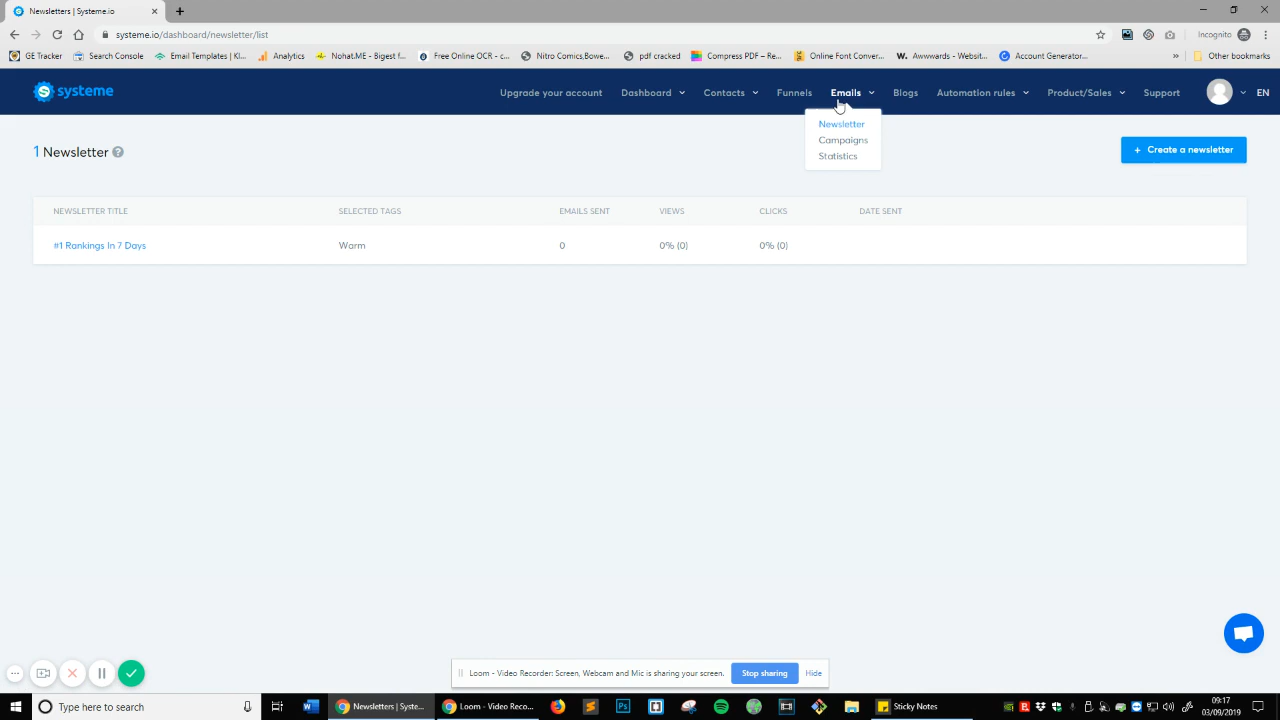 Newsletters | Systeme.io
systeme.io/dashboard/newsletter/list
Incognito
GE Tracker
Search Console
Email Templates | Kl...
Analytics
Nohat.ME - Bigest f...
Free Online OCR - c...
Nitro Comics,Bowe...
pdf cracked
Compress PDF – Re...
Online Font Conver...
Awwwards - Websit...
Account Generator...
»
Other bookmarks
systeme
Upgrade your account
Dashboard
Contacts
Funnels
Emails
Blogs
Automation rules
Product/Sales
Support
EN
Newsletter
Campaigns
Statistics
1 Newsletter ?
+ Create a newsletter
NEWSLETTER TITLE SELECTED TAGS EMAILS SENT VIEWS CLICKS DATE SENT
#1 Rankings In 7 Days Warm 0 0% (0) 0% (0)
Loom - Video Recorder: Screen, Webcam and Mic is sharing your screen.
Stop sharing
Hide
Type here to search
Newsletters | Syste...
Loom - Video Reco...
Sticky Notes
09:17
03/09/2019